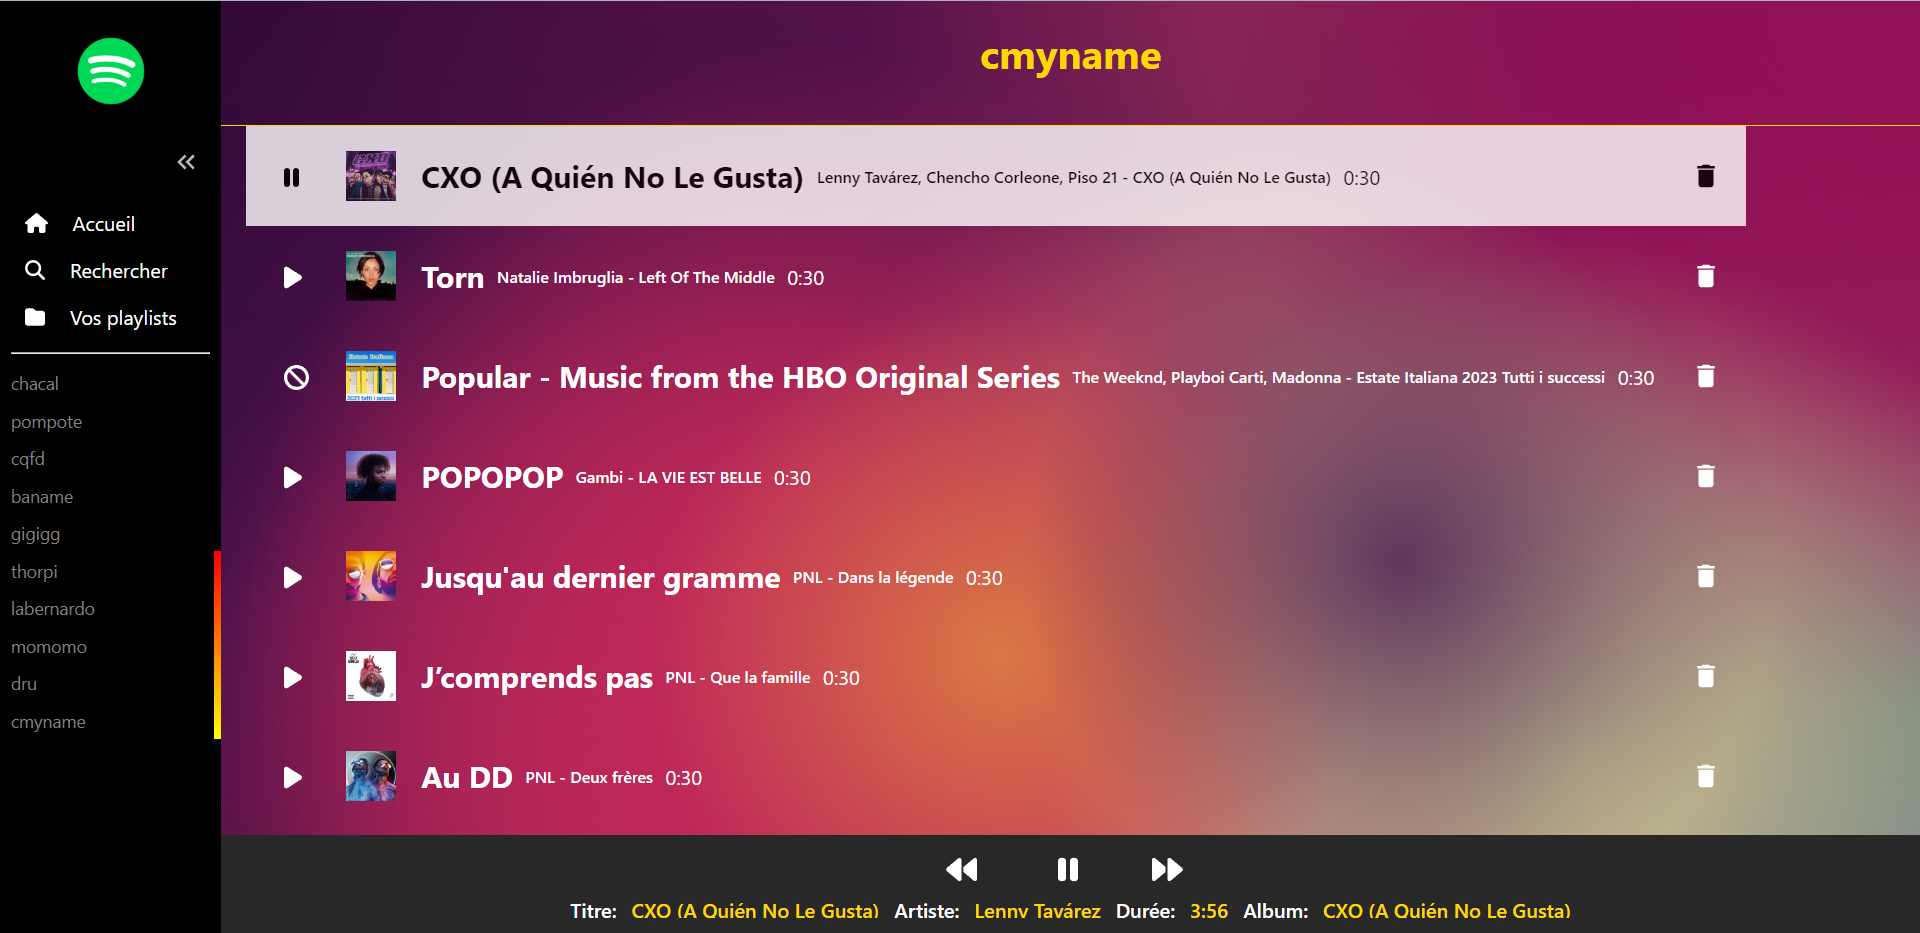 cmyname
Accueil
Rechercher
Vos playlists
chacal
pompote
cqfd
baname
gigigg
thorpi
labernardo
momomo
dru
cmyname
CXO (A Quién No Le Gusta) Lenny Tavárez, Chencho Corleone, Piso 21 - CXO (A Quién No Le Gusta) 0:30
Torn Natalie Imbruglia - Left Of The Middle 0:30
Popular - Music from the HBO Original Series The Weeknd, Playboi Carti, Madonna - Estate Italiana 2023 Tutti i successi 0:30
POPOPOP Gambi - LA VIE EST BELLE 0:30
Jusqu'au dernier gramme PNL - Dans la légende 0:30
J’comprends pas PNL - Que la famille 0:30
Au DD PNL - Deux frères 0:30
Titre: CXO (A Quién No Le Gusta) Artiste: Lenny Tavárez Durée: 3:56 Album: CXO (A Quién No Le Gusta)